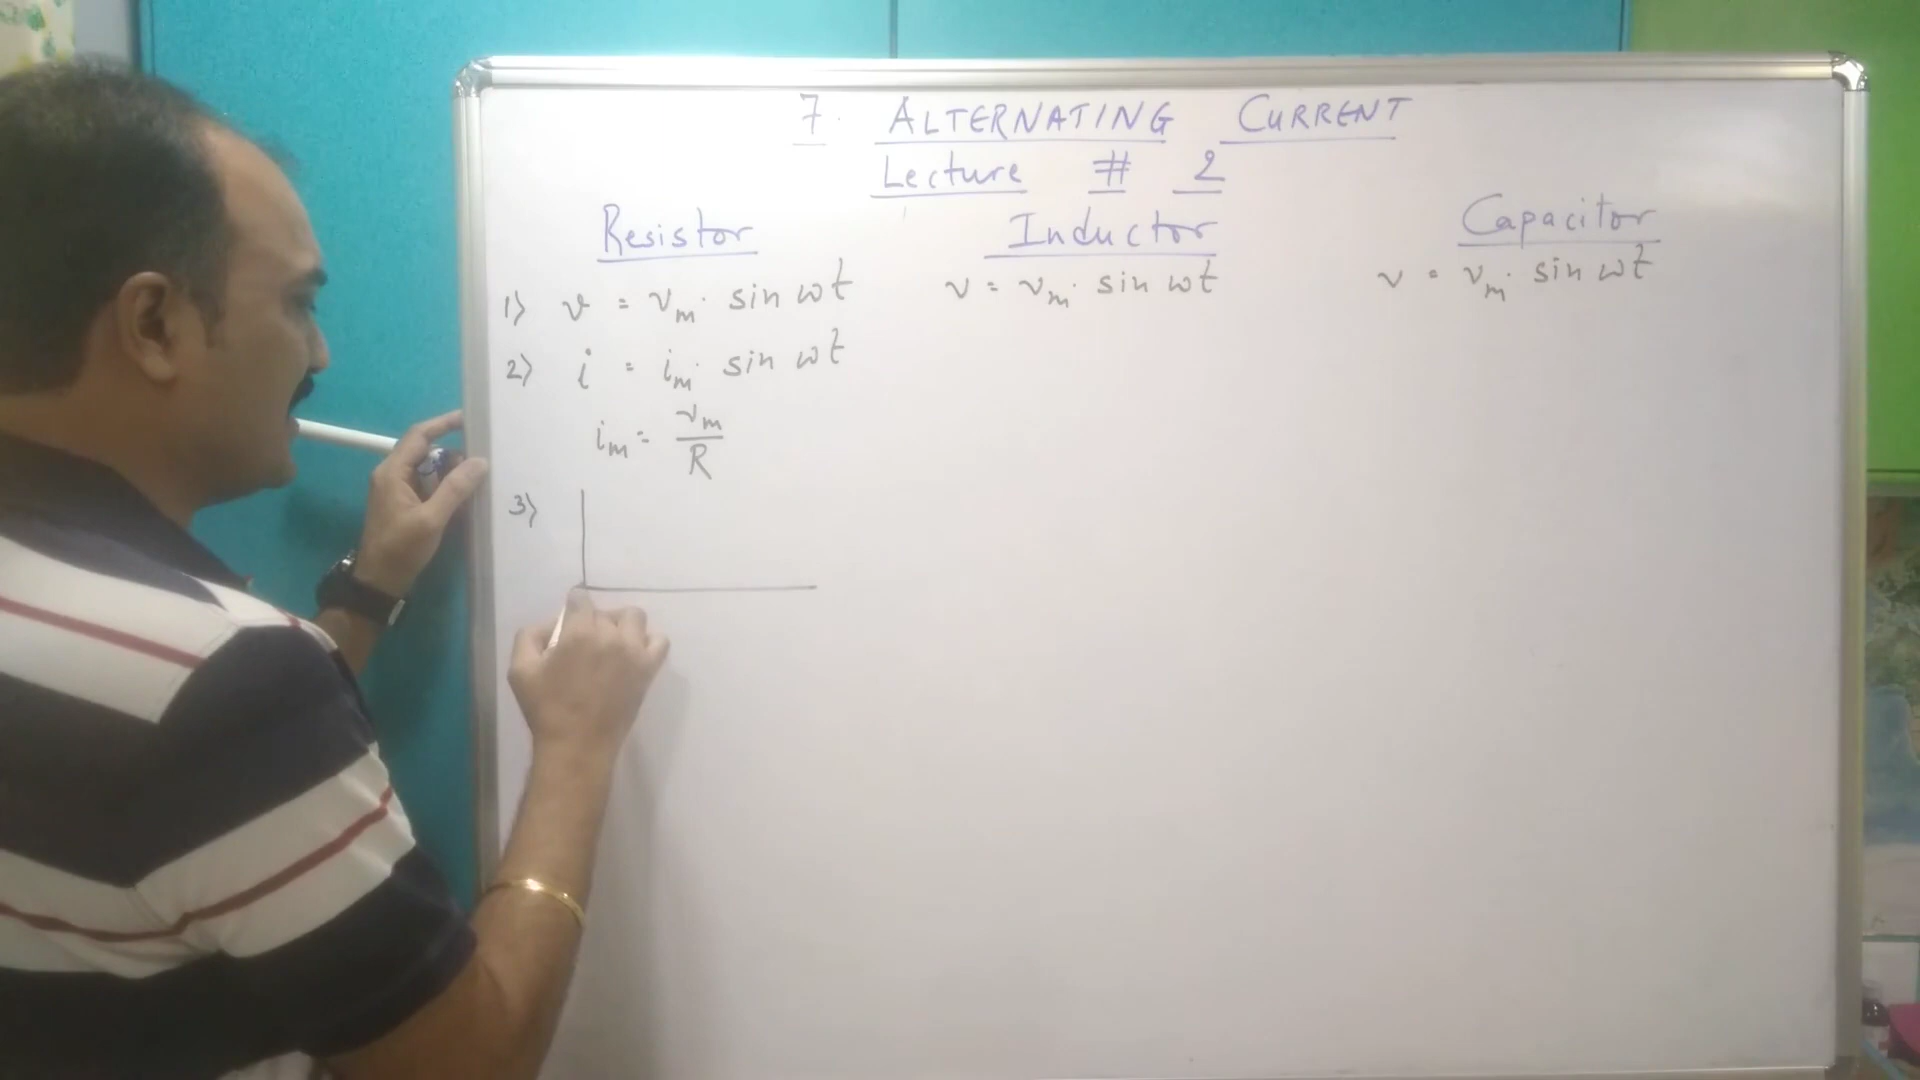 7. ALTERNATING CURRENT
Lecture # 2
Resistor Inductor Capacitor
1) v = vm. sin ωt v = vm. sin ωt v = vm. sin ωt
2) i = im. sin ωt
im = vm/R
3)